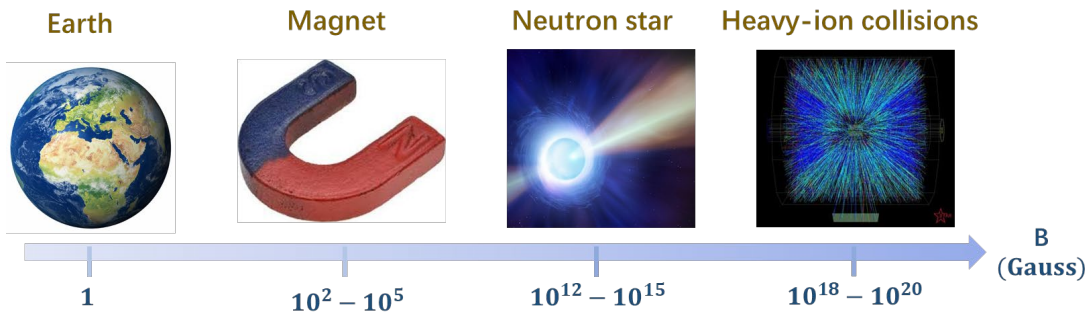 Earth
Magnet
Neutron star
Heavy-ion collisions
N
B
(Gauss)
1
10² − 10⁵
10¹² − 10¹⁵
10¹⁸ − 10²⁰